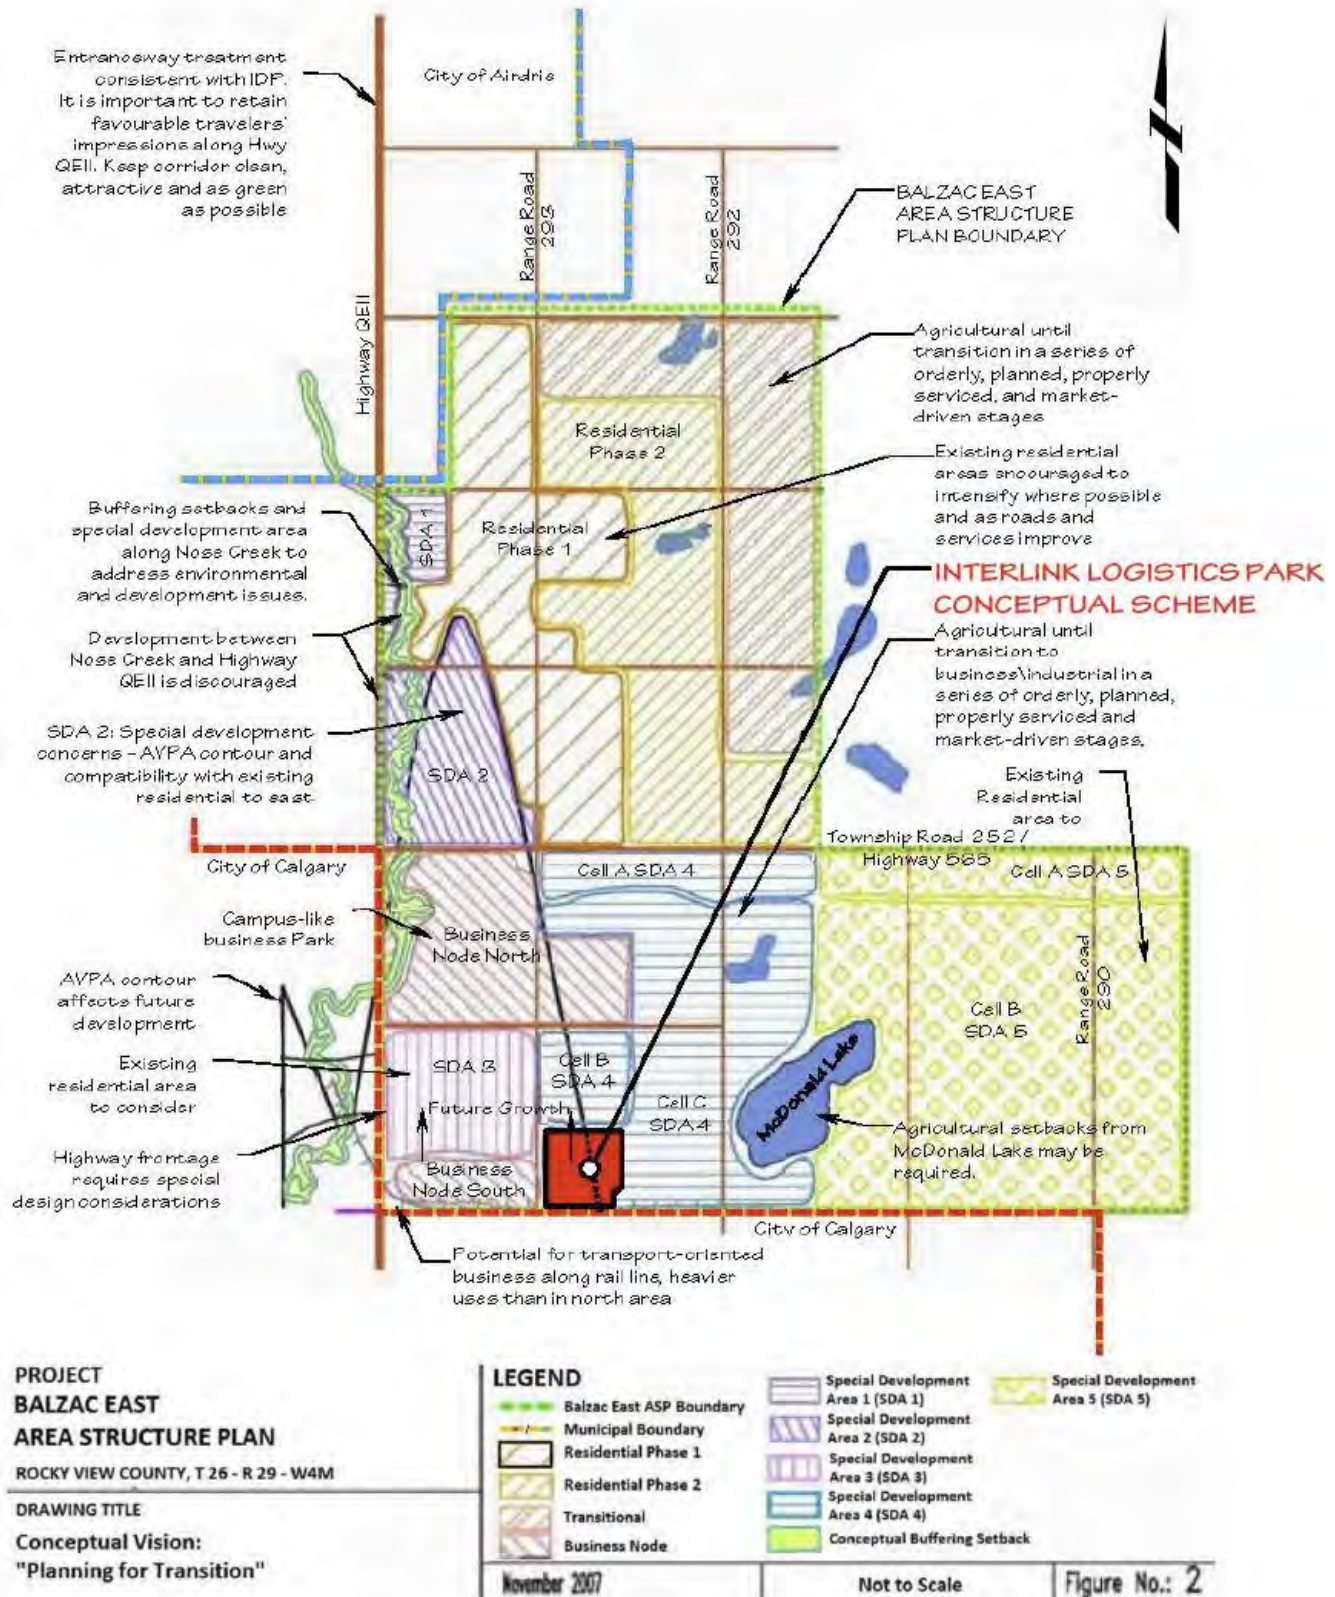 Entranceway treatment
consistent with IDP.
It is important to retain
favourable travelers'
impressions along Hwy
QEII. Keep corridor clean,
attractive and as green
as possible
City of Airdrie
Range Road
293
Range Road
292
BALZAC EAST
AREA STRUCTURE
PLAN BOUNDARY
Highway QEII
Agricultural until
transition in a series of
orderly, planned, properly
serviced, and market-
driven stages
Residential
Phase 2
Existing residential
areas encouraged to
intensify where possible
and as roads and
services improve
Buffering setbacks and
special development area
along Nose Creek to
address environmental
and development issues.
SDA 1
Residential
Phase 1
INTERLINK LOGISTICS PARK
CONCEPTUAL SCHEME
Development between
Nose Creek and Highway
QEII is discouraged
Agricultural until
transition to
business\industrial in a
series of orderly, planned,
properly serviced and
market-driven stages.
SDA 2: Special development
concerns - AVPA contour and
compatibility with existing
residential to east
SDA 2
Existing
Residential
area to
Township Road 252 /
Highway 566
City of Calgary
Cell A SDA 4
Cell A SDA 5
Campus-like
business Park
Business
Node North
Range Road
290
AVPA contour
affects future
development
Cell B
SDA 5
Existing
residential area
to consider
SDA 3
Cell B
SDA 4
McDonald Lake
Future Growth
Cell C
SDA 4
Agricultural setbacks from
McDonald Lake may be
required.
Highway frontage
requires special
design considerations
Business
Node South
City of Calgary
Potential for transport-oriented
business along rail line, heavier
uses than in north area
PROJECT
BALZAC EAST
AREA STRUCTURE PLAN
ROCKY VIEW COUNTY, T 26 - R 29 - W4M
DRAWING TITLE
Conceptual Vision:
"Planning for Transition"
LEGEND
Balzac East ASP Boundary
Municipal Boundary
Residential Phase 1
Residential Phase 2
Transitional
Business Node
Special Development
Area 1 (SDA 1)
Special Development
Area 2 (SDA 2)
Special Development
Area 3 (SDA 3)
Special Development
Area 4 (SDA 4)
Conceptual Buffering Setback
Special Development
Area 5 (SDA 5)
November 2007
Not to Scale
Figure No.: 2